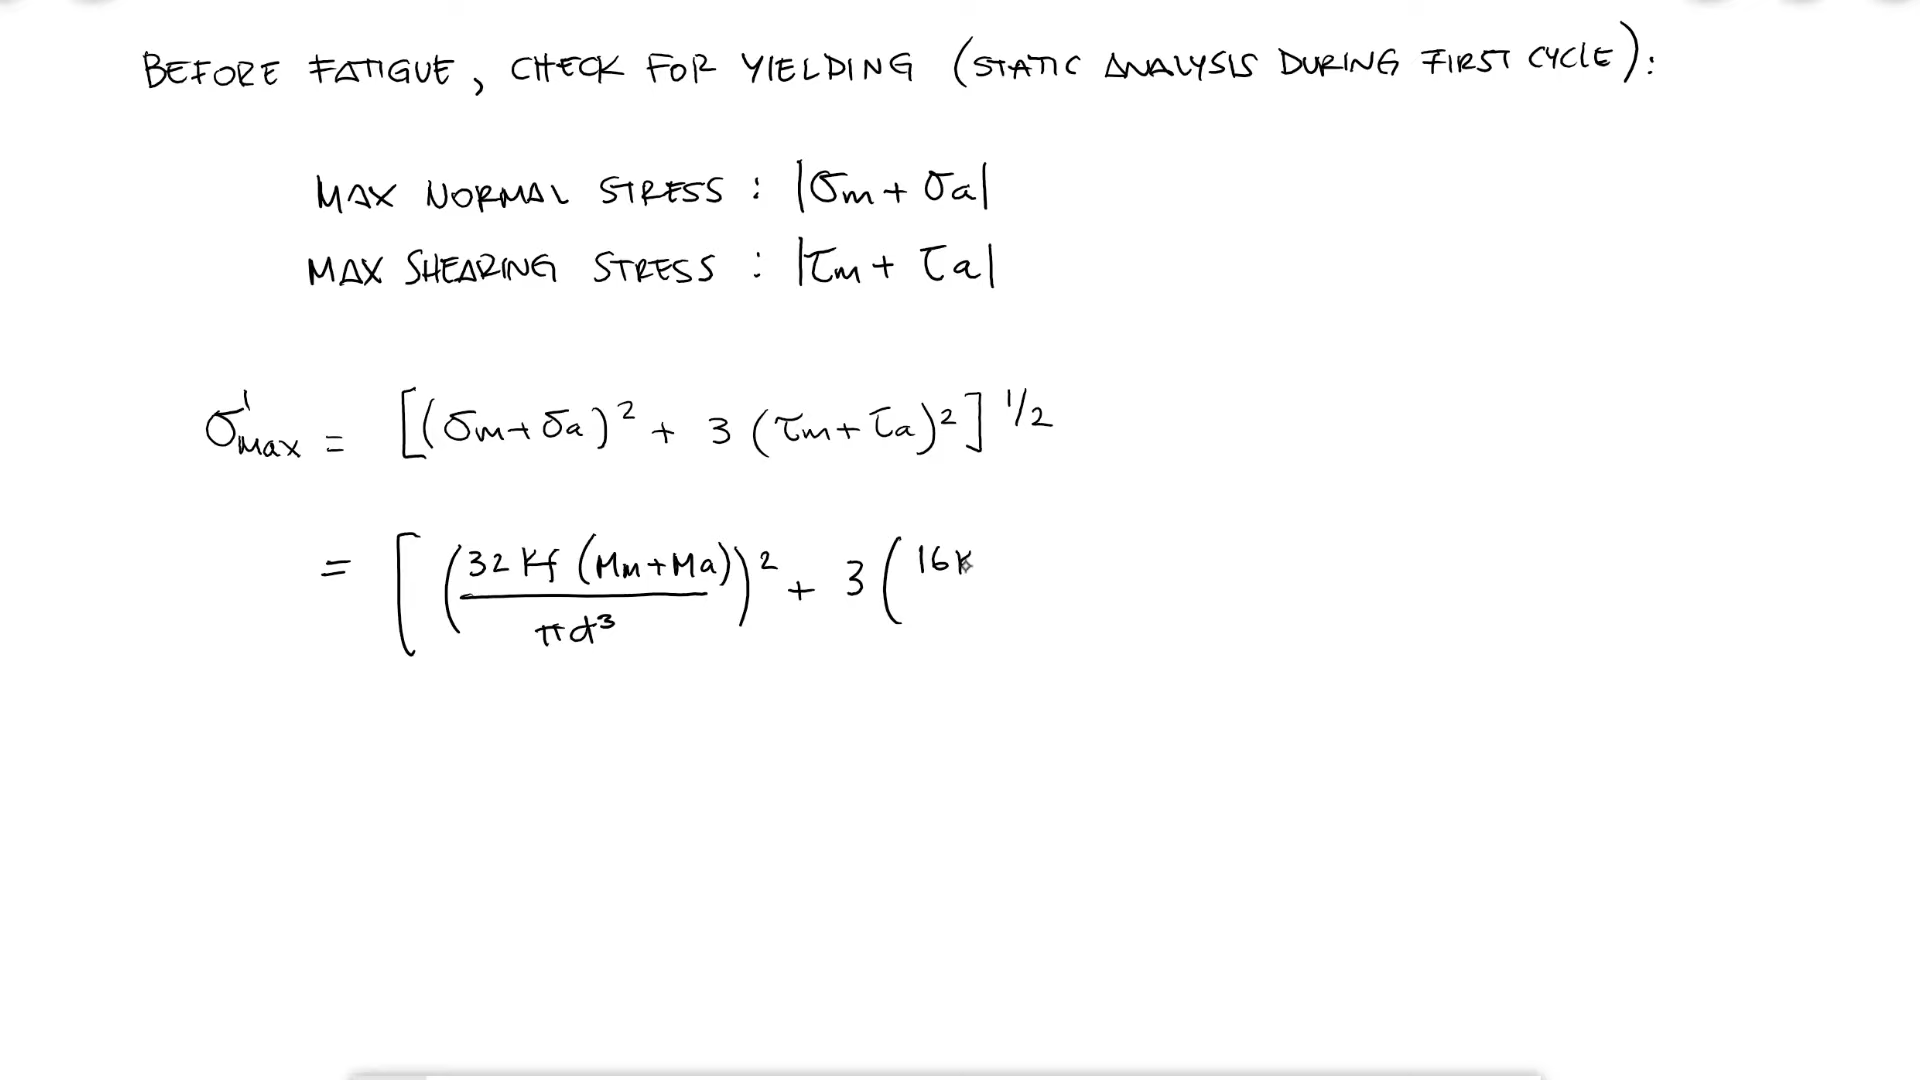 BEFORE FATIGUE, CHECK FOR YIELDING (STATIC ANALYSIS DURING FIRST CYCLE):
MAX NORMAL STRESS : |σm + σa|
MAX SHEARING STRESS : |τm + τa|
σ'max = [(σm+σa)² + 3 (τm+τa)²]^1/2
= [ (32 Kf (Mm+Ma) / πd³)² + 3 ( 16K